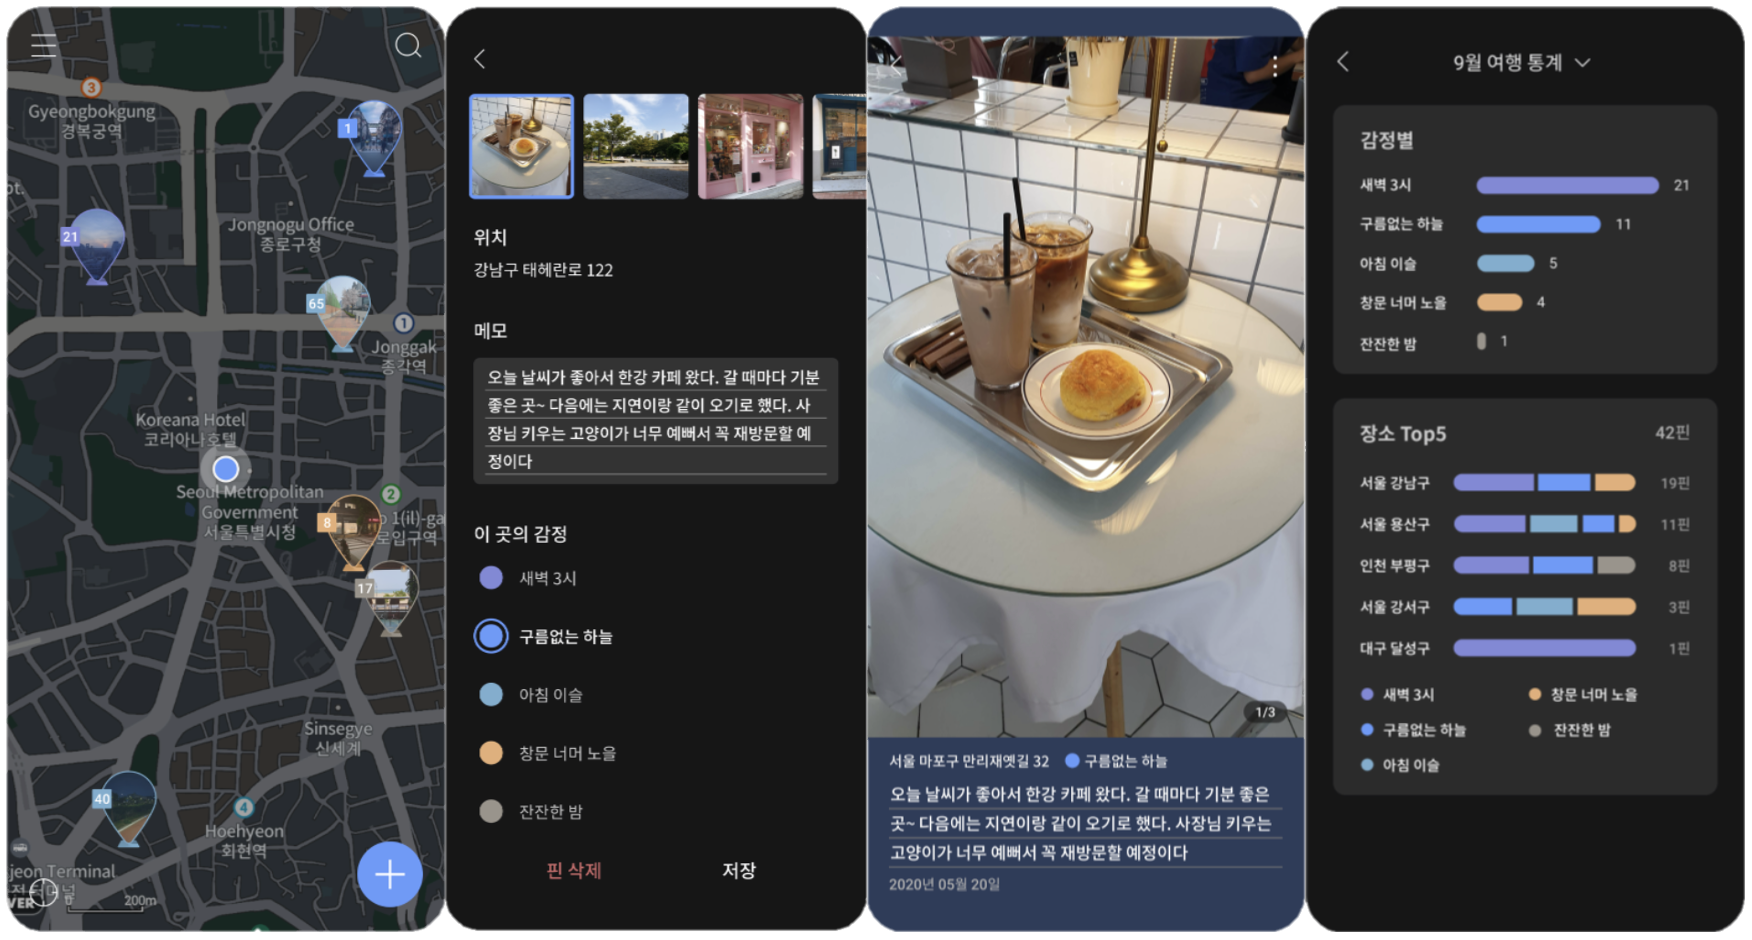 3
Gyeongbokgung
경복궁역
1
21
Jongnogu Office
종로구청
65
1
Jonggak
종각역
Koreana Hotel
코리아나호텔
Seoul Metropolitan
Government
서울특별시청
2
8
1(il)-ga
로입구역
17
Sinsegye
신세계
40
4
Hoehyeon
회현역
jeon Terminal
VER
200m
위치
강남구 태헤란로 122
메모
오늘 날씨가 좋아서 한강 카페 왔다. 갈 때마다 기분
좋은 곳~ 다음에는 지연이랑 같이 오기로 했다. 사
장님 키우는 고양이가 너무 예뻐서 꼭 재방문할 예
정이다
이 곳의 감정
새벽 3시
구름없는 하늘
아침 이슬
창문 너머 노을
잔잔한 밤
핀 삭제 저장
1/3
서울 마포구 만리재옛길 32 구름없는 하늘
오늘 날씨가 좋아서 한강 카페 왔다. 갈 때마다 기분 좋은
곳~ 다음에는 지연이랑 같이 오기로 했다. 사장님 키우는
고양이가 너무 예뻐서 꼭 재방문할 예정이다
2020년 05월 20일
9월 여행 통계
감정별
새벽 3시 21
구름없는 하늘 11
아침 이슬 5
창문 너머 노을 4
잔잔한 밤 1
장소 Top5 42핀
서울 강남구 19핀
서울 용산구 11핀
인천 부평구 8핀
서울 강서구 3핀
대구 달성구 1핀
새벽 3시 창문 너머 노을
구름없는 하늘 잔잔한 밤
아침 이슬